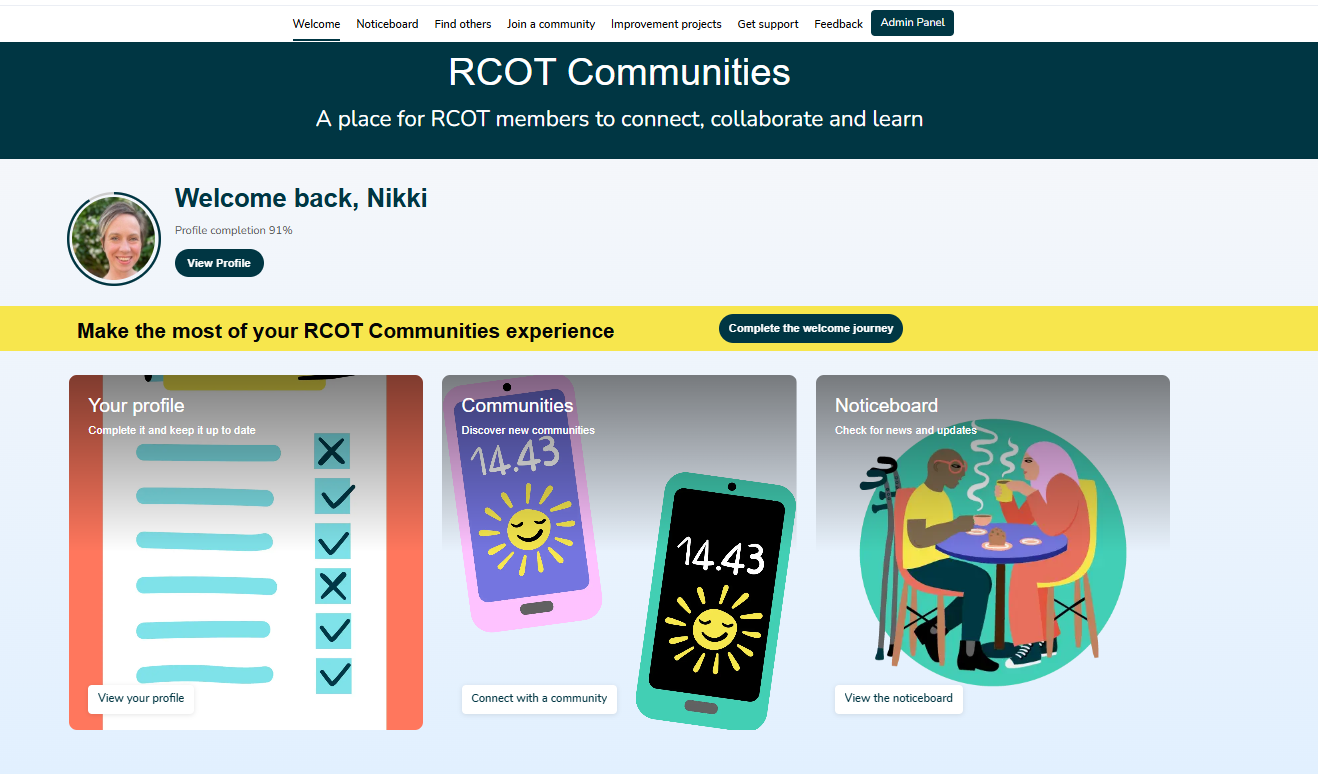 Welcome Noticeboard Find others Join a community Improvement projects Get support Feedback Admin Panel
RCOT Communities
A place for RCOT members to connect, collaborate and learn
Welcome back, Nikki
Profile completion 91%
View Profile
Make the most of your RCOT Communities experience
Complete the welcome journey
Your profile
Complete it and keep it up to date
View your profile
Communities
Discover new communities
14.43
14.43
Connect with a community
Noticeboard
Check for news and updates
View the noticeboard